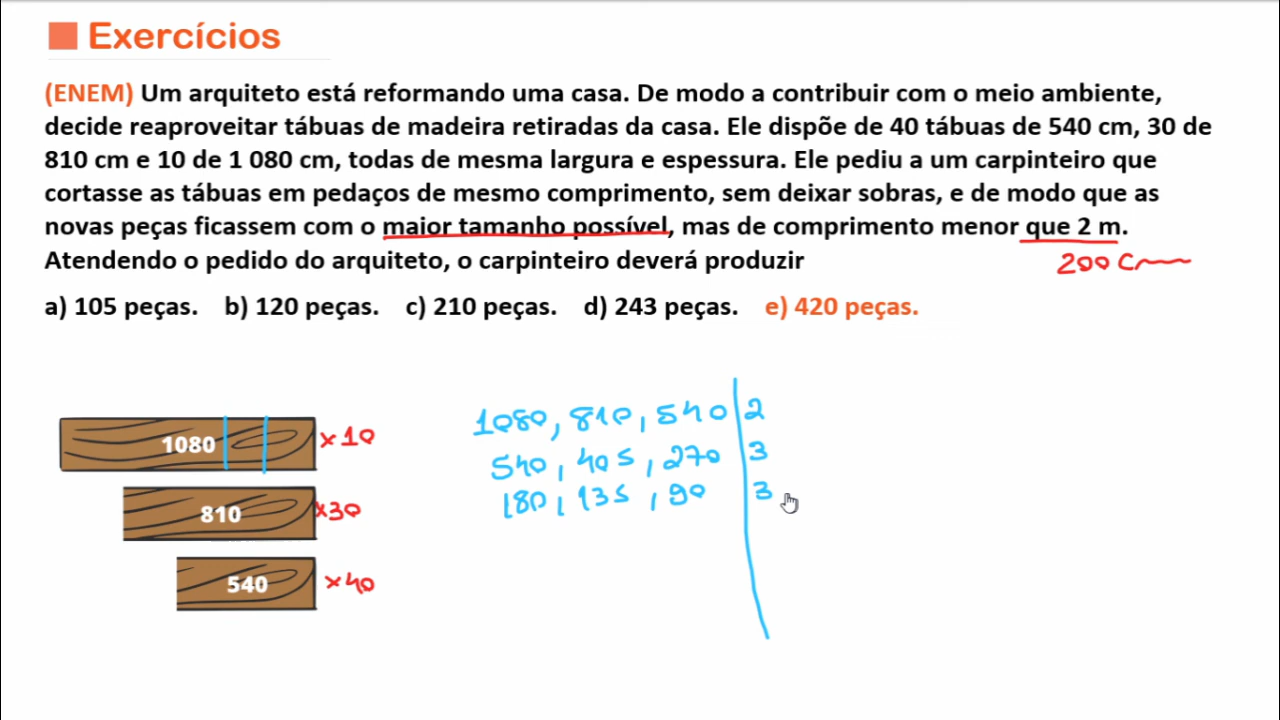 Exercícios
(ENEM) Um arquiteto está reformando uma casa. De modo a contribuir com o meio ambiente,
decide reaproveitar tábuas de madeira retiradas da casa. Ele dispõe de 40 tábuas de 540 cm, 30 de
810 cm e 10 de 1 080 cm, todas de mesma largura e espessura. Ele pediu a um carpinteiro que
cortasse as tábuas em pedaços de mesmo comprimento, sem deixar sobras, e de modo que as
novas peças ficassem com o maior tamanho possível, mas de comprimento menor que 2 m.
Atendendo o pedido do arquiteto, o carpinteiro deverá produzir
200 cm
a) 105 peças. b) 120 peças. c) 210 peças. d) 243 peças. e) 420 peças.
1080 x10
810 x30
540 x40
1080, 810, 540 2
540, 405, 270 3
180, 135, 90 3